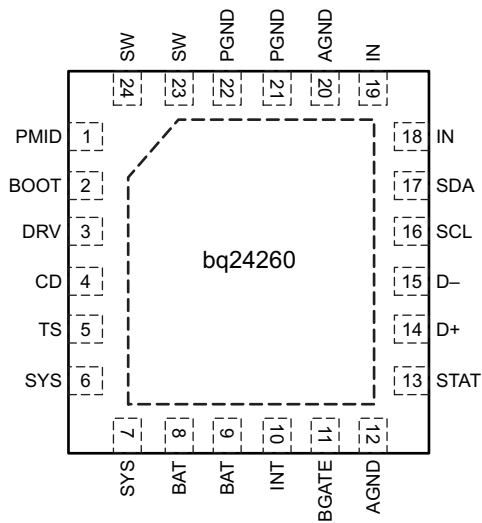 SW SW PGND PGND AGND IN
24 23 22 21 20 19
PMID 1 18 IN
BOOT 2 17 SDA
DRV 3 16 SCL
bq24260
CD 4 15 D–
TS 5 14 D+
SYS 6 13 STAT
7 8 9 10 11 12
SYS BAT BAT INT BGATE AGND